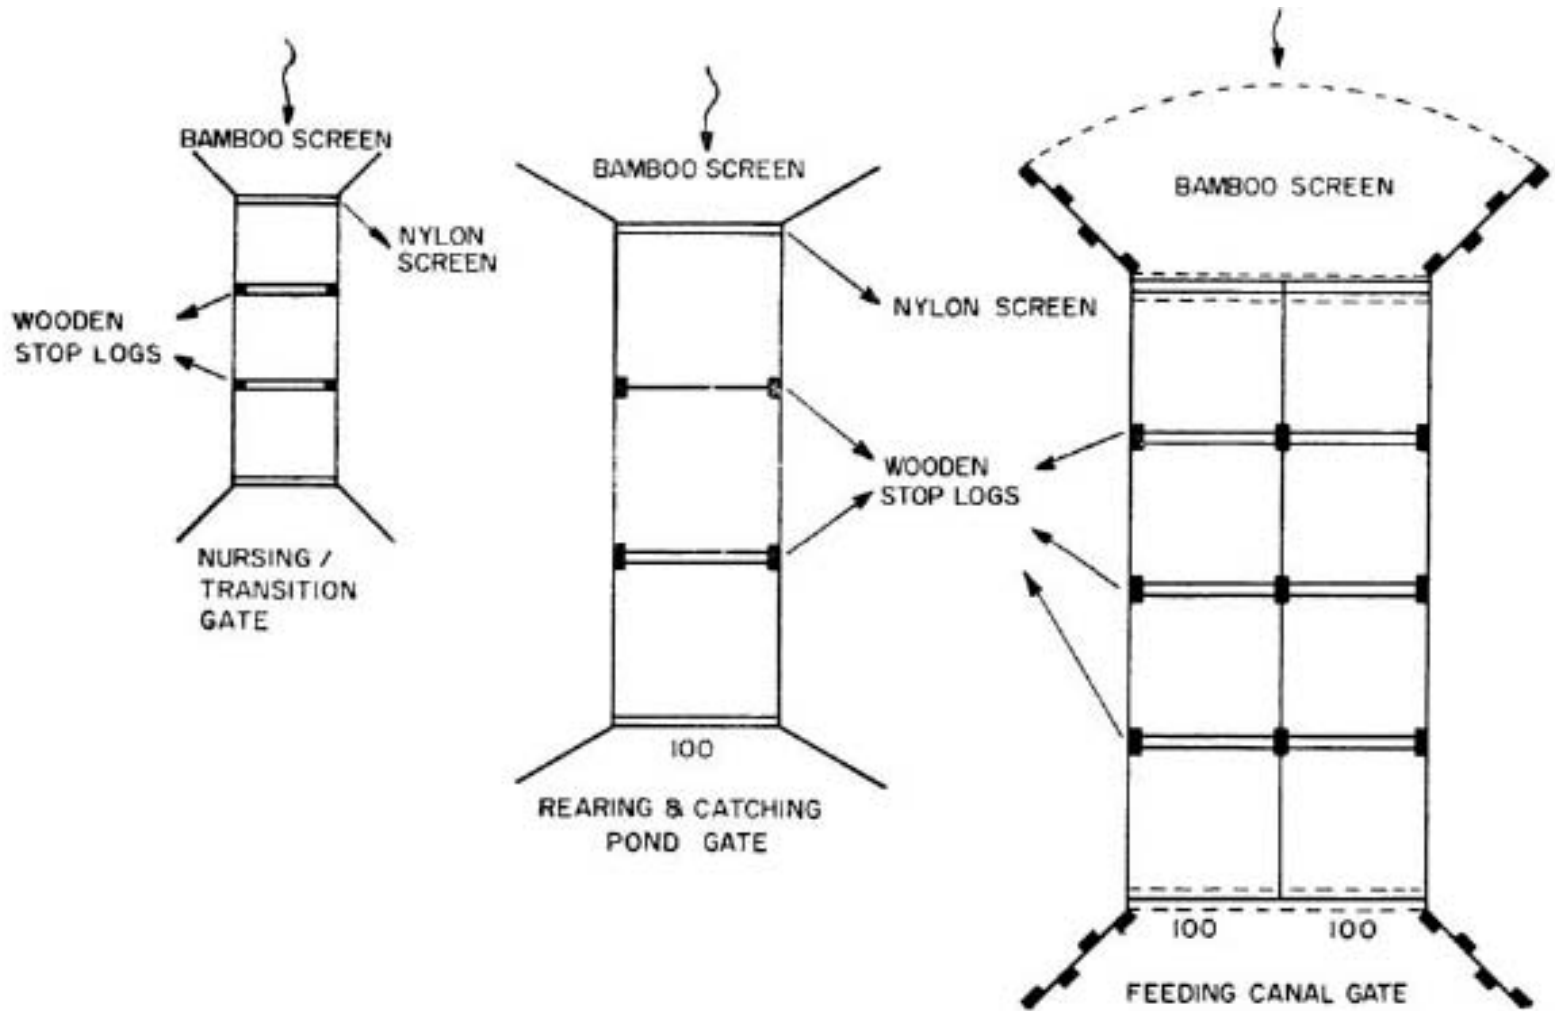 BAMBOO SCREEN
NYLON
SCREEN
WOODEN
STOP LOGS
NURSING /
TRANSITION
GATE
BAMBOO SCREEN
NYLON SCREEN
WOODEN
STOP LOGS
100
REARING & CATCHING
POND GATE
BAMBOO SCREEN
100 100
FEEDING CANAL GATE